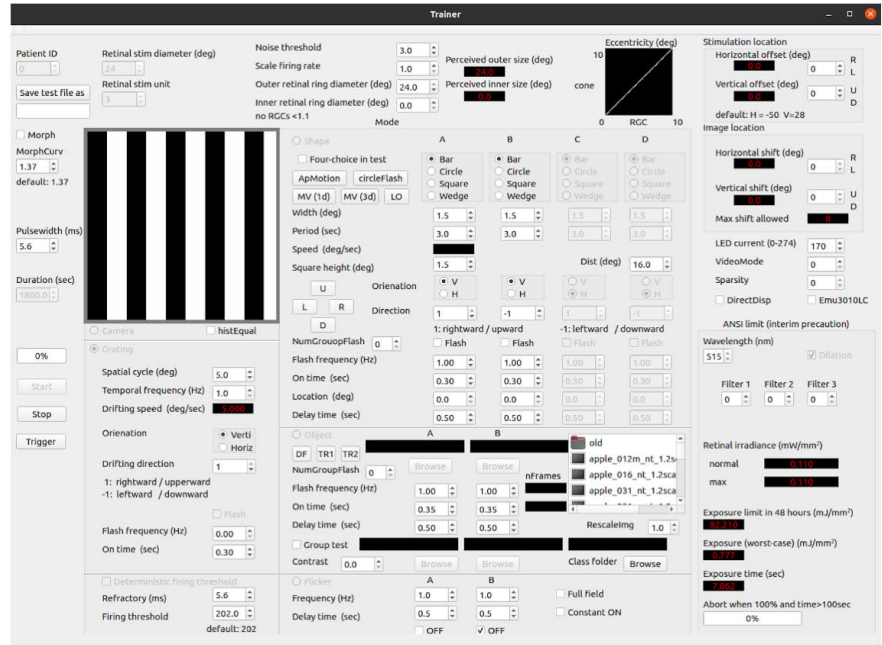 Trainer
Patient ID
0
Save test file as
Retinal stim diameter (deg)
24
Retinal stim unit
3
Noise threshold 3.0
Scale firing rate 1.0
Outer retinal ring diameter (deg) 24.0
Inner retinal ring diameter (deg) 0.0
no RGCs <1.1
Perceived outer size (deg)
24.0
Perceived inner size (deg)
0.0
Eccentricity (deg)
10
cone
0 RGC 10
Mode
Morph
MorphCurv
1.37
default: 1.37
Pulsewidth (ms)
5.6
Duration (sec)
1800.0
0%
Start
Stop
Trigger
Camera histEqual
Grating
Spatial cycle (deg) 5.0
Temporal frequency (Hz) 1.0
Drifting speed (deg/sec) 5.000
Orienation Verti
Horiz
Drifting direction 1
1: rightward / upperward
-1: leftward / downward
Flash
Flash frequency (Hz) 0.00
On time (sec) 0.30
Deterministic firing threshold
Refractory (ms) 5.6
Firing threshold 202.0
default: 202
Shape A B C D
Four-choice in test
ApMotion circleFlash
MV (1d) MV (3d) LO
Bar Bar Bar Bar
Circle Circle Circle Circle
Square Square Square Square
Wedge Wedge Wedge Wedge
Width (deg) 1.5 1.5 1.5 1.5
Period (sec) 3.0 3.0 3.0 3.0
Speed (deg/sec)
Square height (deg) 1.5 Dist (deg) 16.0
U
L R
D
Orienation V V V V
H H H H
Direction 1 -1 1 -1
1: rightward / upward -1: leftward / downward
NumGrouopFlash 0 Flash Flash Flash Flash
Flash frequency (Hz) 1.00 1.00 1.00 1.00
On time (sec) 0.30 0.30 0.30 0.30
Location (deg) 0.0 0.0 0.0 0.0
Delay time (sec) 0.50 0.50 0.50 0.50
Object A B
DF TR1 TR2
NumGroupFlash 0 Browse Browse nFrames
Flash frequency (Hz) 1.00 1.00
On time (sec) 0.35 0.35
Delay time (sec) 0.50 0.50
old
apple_012m_nt_1.2s
apple_016_nt_1.2sca
apple_031_nt_1.2sca
RescaleImg 1.0
Group test
Contrast 0.0 Browse Browse Class folder Browse
Flicker A B
Frequency (Hz) 1.0 1.0 Full field
Delay time (sec) 0.5 0.5 Constant ON
OFF OFF
Stimulation location
Horizontal offset (deg)
0.0 0 R
L
Vertical offset (deg)
0.0 0 U
D
default: H = -50 V=28
Image location
Horizontal shift (deg)
0.0 0 R
L
Vertical shift (deg)
0.0 0 U
D
Max shift allowed 8
LED current (0-274) 170
VideoMode 0
Sparsity 0
DirectDisp Emu3010LC
ANSI limit (interim precaution)
Wavelength (nm)
515 Dilation
Filter 1 Filter 2 Filter 3
0 0 0
Retinal irradiance (mW/mm²)
normal 0.110
max 0.110
Exposure limit in 48 hours (mJ/mm²)
82.210
Exposure (worst-case) (mJ/mm²)
0.777
Exposure time (sec)
7.062
Abort when 100% and time>100sec
0%